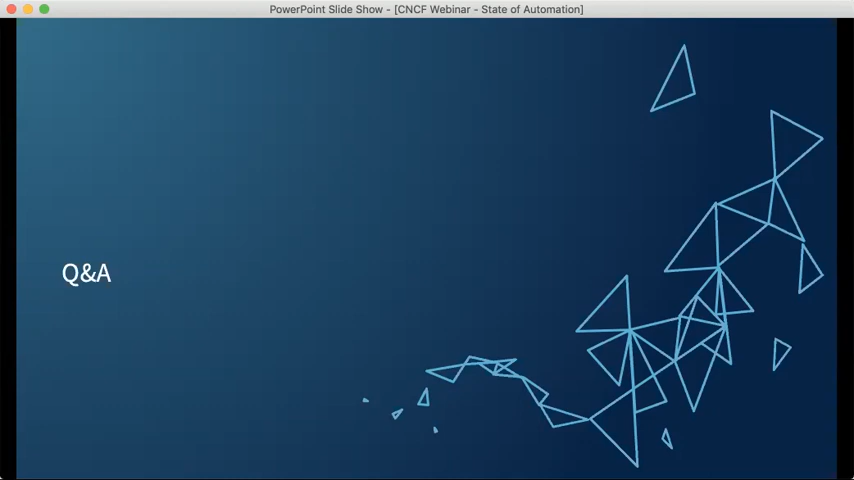 PowerPoint Slide Show - [CNCF Webinar - State of Automation]
Q&A